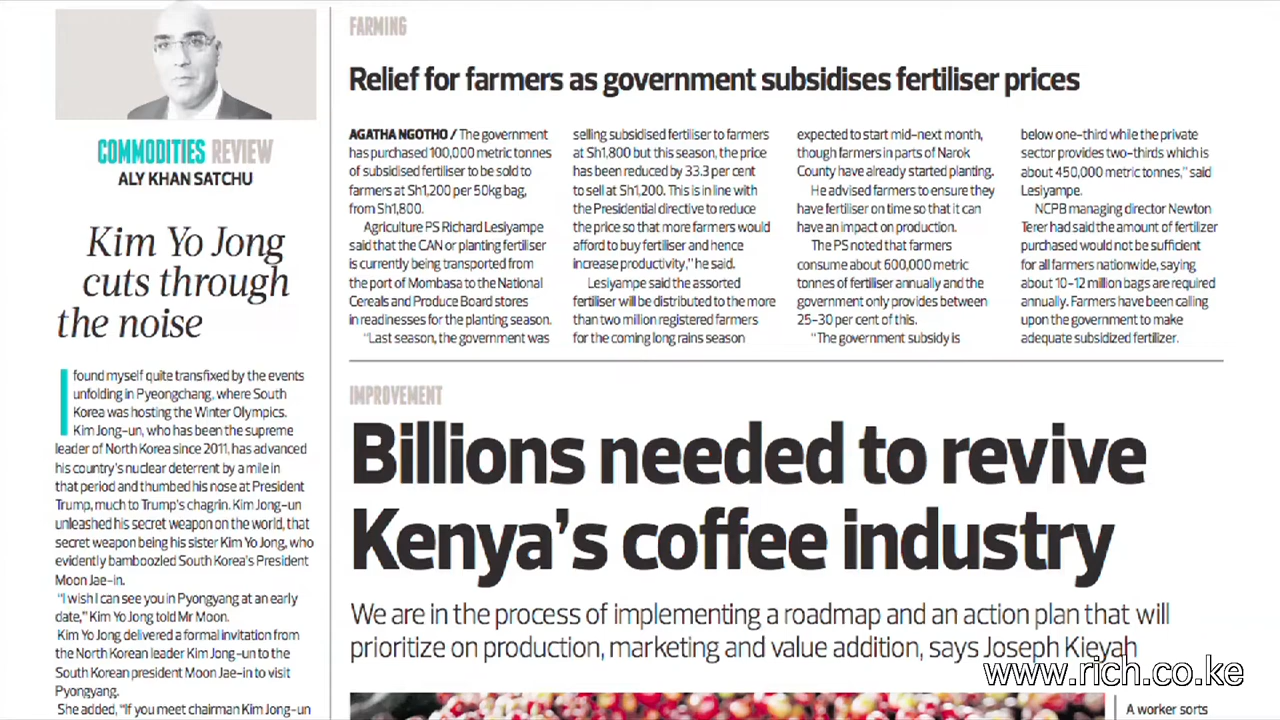 COMMODITIES REVIEW
ALY KHAN SATCHU
Kim Yo Jong
cuts through
the noise
I found myself quite transfixed by the events
unfolding in Pyeongchang, where South
Korea was hosting the Winter Olympics.
Kim Jong-un, who has been the supreme
leader of North Korea since 2011, has advanced
his country's nuclear deterrent by a mile in
that period and thumbed his nose at President
Trump, much to Trump's chagrin. Kim Jong-un
unleashed his secret weapon on the world, that
secret weapon being his sister Kim Yo Jong, who
evidently bamboozled South Korea's President
Moon Jae-in.
"I wish I can see you in Pyongyang at an early
date," Kim Yo Jong told Mr Moon.
Kim Yo Jong delivered a formal invitation from
the North Korean leader Kim Jong-un to the
South Korean president Moon Jae-in to visit
Pyongyang.
She added, "If you meet chairman Kim Jong-un
FARMING
Relief for farmers as government subsidises fertiliser prices
AGATHA NGOTHO / The government
has purchased 100,000 metric tonnes
of subsidised fertiliser to be sold to
farmers at Sh1,200 per 50kg bag,
from Sh1,800.
Agriculture PS Richard Lesiyampe
said that the CAN or planting fertiliser
is currently being transported from
the port of Mombasa to the National
Cereals and Produce Board stores
in readinesses for the planting season.
"Last season, the government was
selling subsidised fertiliser to farmers
at Sh1,800 but this season, the price
has been reduced by 33.3 per cent
to sell at Sh1,200. This is in line with
the Presidential directive to reduce
the price so that more farmers would
afford to buy fertiliser and hence
increase productivity," he said.
Lesiyampe said the assorted
fertiliser will be distributed to the more
than two million registered farmers
for the coming long rains season
expected to start mid-next month,
though farmers in parts of Narok
County have already started planting.
He advised farmers to ensure they
have fertiliser on time so that it can
have an impact on production.
The PS noted that farmers
consume about 600,000 metric
tonnes of fertiliser annually and the
government only provides between
25-30 per cent of this.
"The government subsidy is
below one-third while the private
sector provides two-thirds which is
about 450,000 metric tonnes," said
Lesiyampe.
NCPB managing director Newton
Terer had said the amount of fertilizer
purchased would not be sufficient
for all farmers nationwide, saying
about 10-12 million bags are required
annually. Farmers have been calling
upon the government to make
adequate subsidized fertilizer.
IMPROVEMENT
Billions needed to revive
Kenya's coffee industry
We are in the process of implementing a roadmap and an action plan that will
prioritize on production, marketing and value addition, says Joseph Kieyah
www.rich.co.ke
A worker sorts